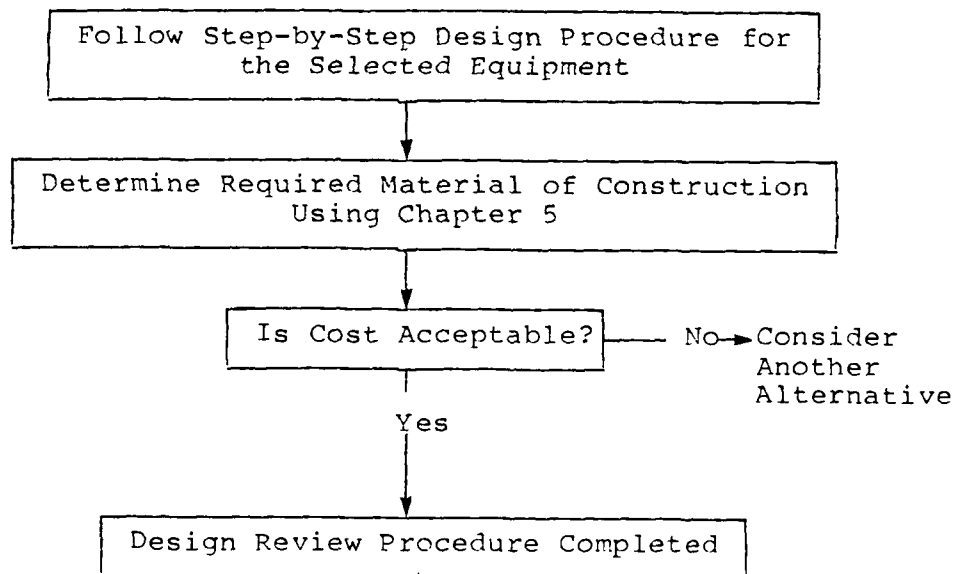 Follow Step-by-Step Design Procedure for
the Selected Equipment
Determine Required Material of Construction
Using Chapter 5
Is Cost Acceptable?
No
Consider
Another
Alternative
Yes
Design Review Procedure Completed